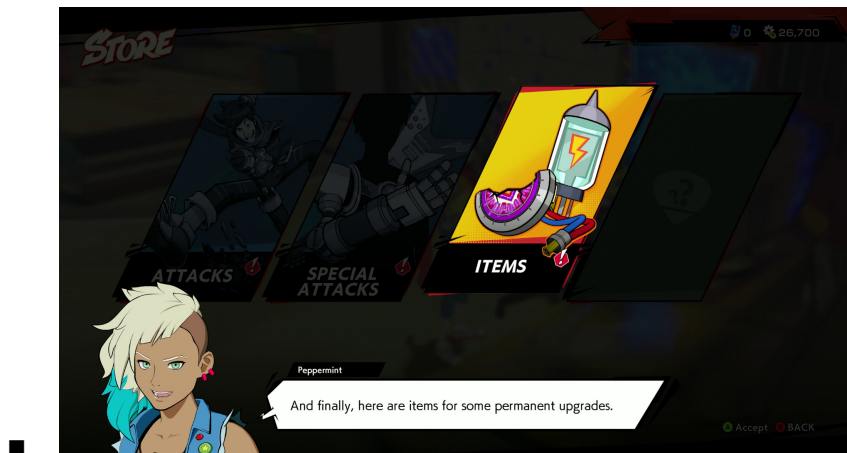 STORE
0 26,700
ATTACKS
SPECIAL
ATTACKS
ITEMS
Peppermint
And finally, here are items for some permanent upgrades.
A Accept B BACK